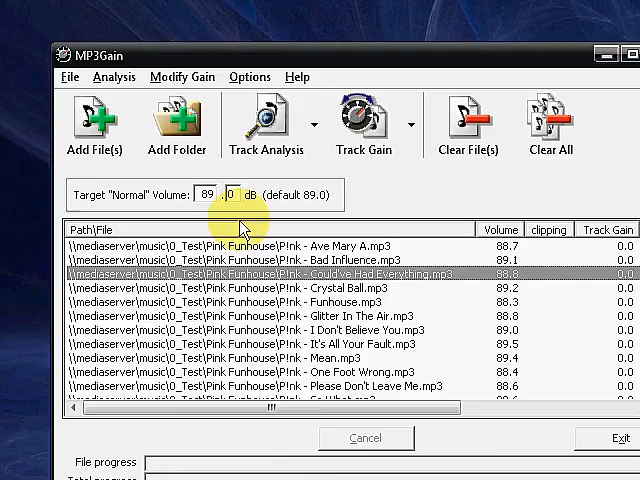 MP3Gain
File Analysis Modify Gain Options Help
Add File(s) Add Folder Track Analysis Track Gain Clear File(s) Clear All
Target "Normal" Volume: 89 . 0 dB (default 89.0)
Path\File Volume clipping Track Gain
\\mediaserver\music\0_Test\Pink Funhouse\P!nk - Ave Mary A.mp3 88.7 0.0
\\mediaserver\music\0_Test\Pink Funhouse\P!nk - Bad Influence.mp3 89.1 0.0
\\mediaserver\music\0_Test\Pink Funhouse\P!nk - Could've Had Everything.mp3 88.8 0.0
\\mediaserver\music\0_Test\Pink Funhouse\P!nk - Crystal Ball.mp3 89.2 0.0
\\mediaserver\music\0_Test\Pink Funhouse\P!nk - Funhouse.mp3 88.3 0.0
\\mediaserver\music\0_Test\Pink Funhouse\P!nk - Glitter In The Air.mp3 88.8 0.0
\\mediaserver\music\0_Test\Pink Funhouse\P!nk - I Don't Believe You.mp3 89.0 0.0
\\mediaserver\music\0_Test\Pink Funhouse\P!nk - It's All Your Fault.mp3 89.5 0.0
\\mediaserver\music\0_Test\Pink Funhouse\P!nk - Mean.mp3 89.4 0.0
\\mediaserver\music\0_Test\Pink Funhouse\P!nk - One Foot Wrong.mp3 88.4 0.0
\\mediaserver\music\0_Test\Pink Funhouse\P!nk - Please Don't Leave Me.mp3 88.6 0.0
Cancel Exit
File progress